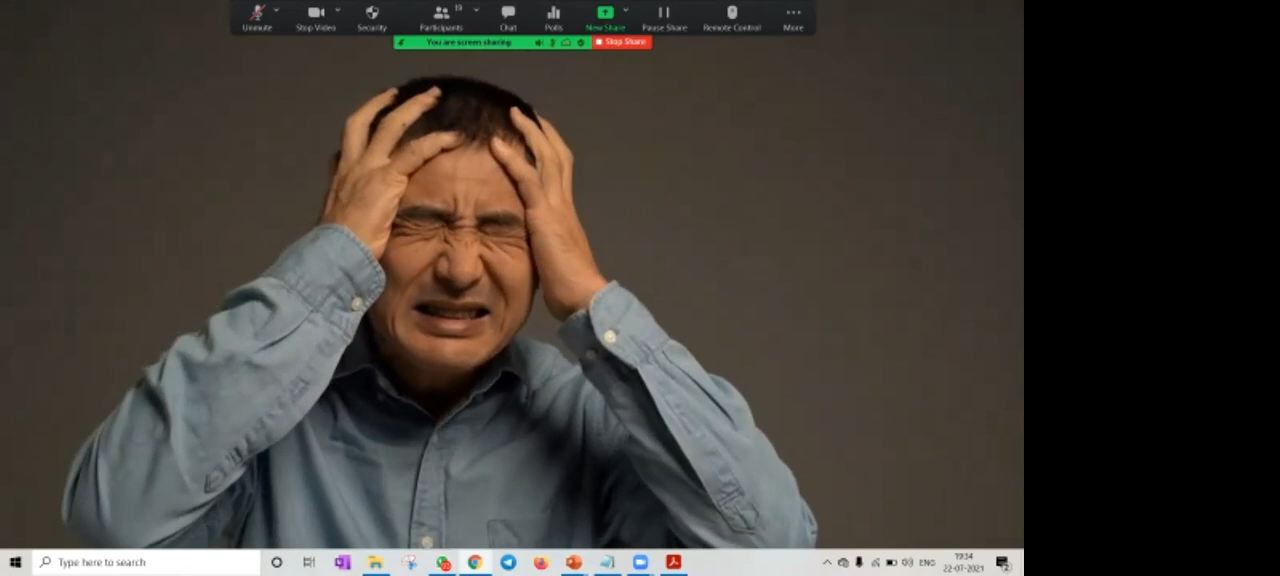 19
Unmute Stop Video Security Participants Chat Polls New Share Pause Share Remote Control More
You are screen sharing Stop Share
Type here to search
ENG
19:34
22-07-2021